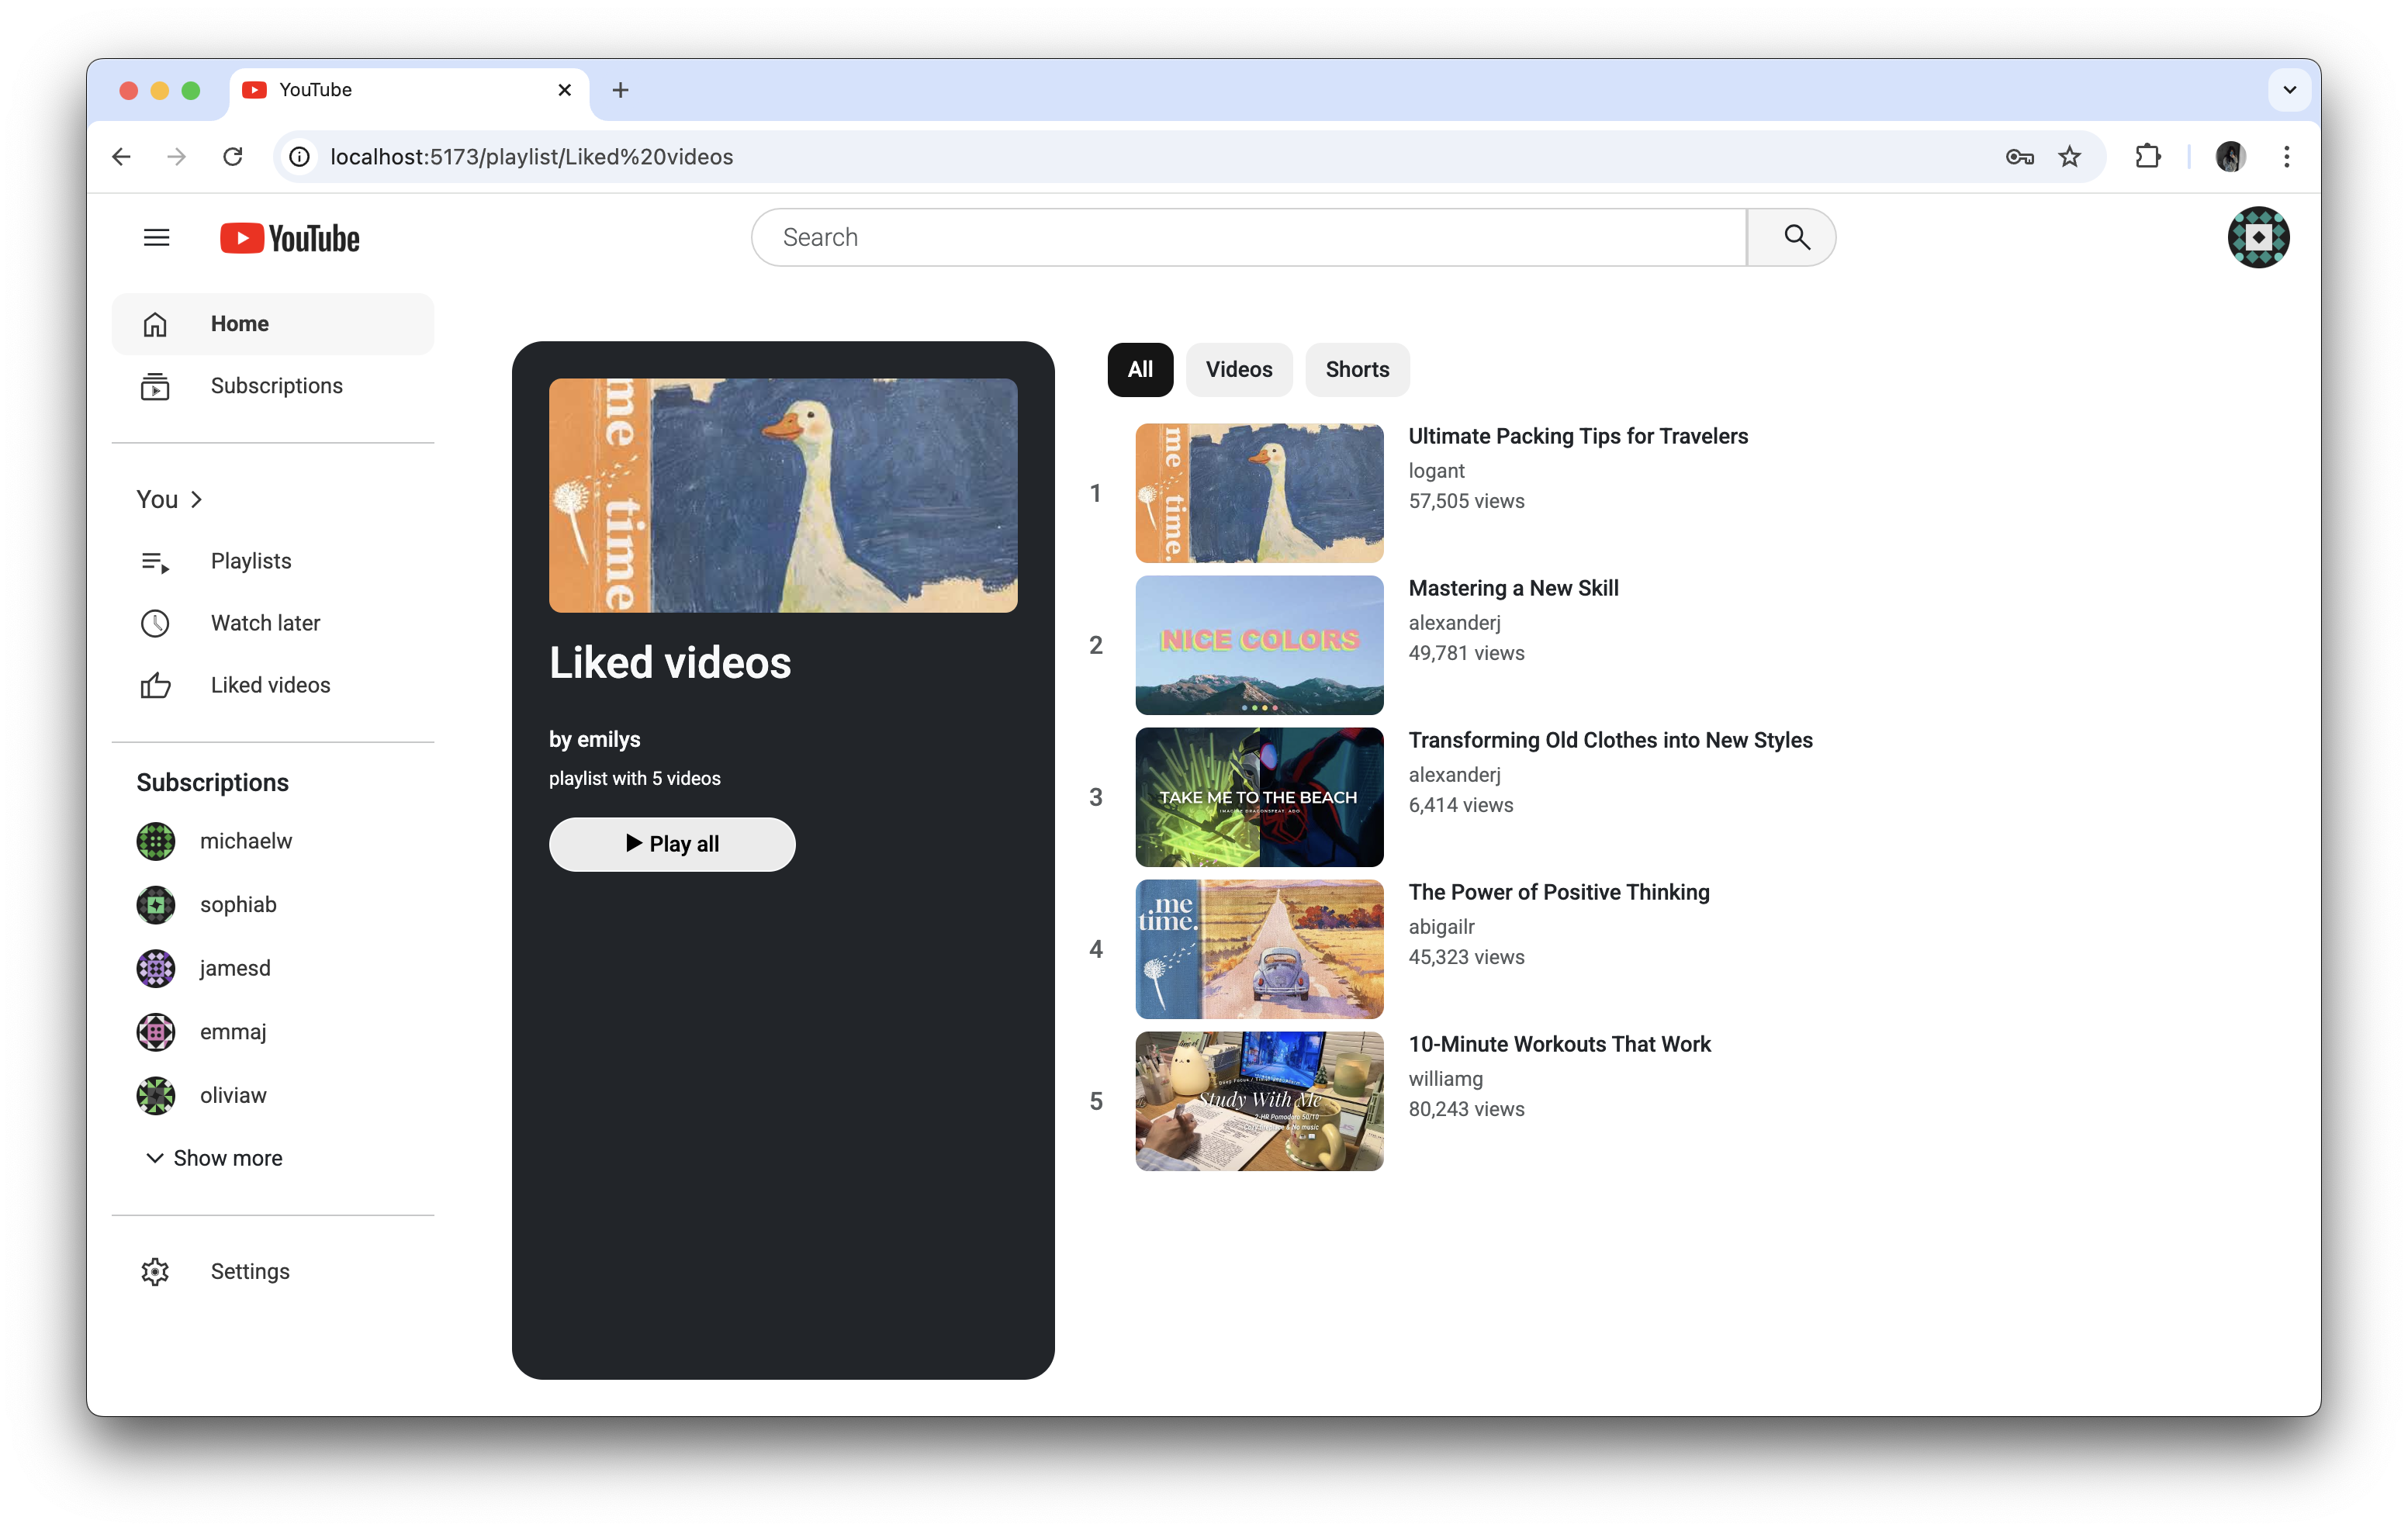 YouTube
localhost:5173/playlist/Liked%20videos
YouTube
Search
Home
Subscriptions
You
Playlists
Watch later
Liked videos
Subscriptions
michaelw
sophiab
jamesd
emmaj
oliviaw
Show more
Settings
me time
Liked videos
by emilys
playlist with 5 videos
Play all
All
Videos
Shorts
1
me time.
Ultimate Packing Tips for Travelers
logant
57,505 views
2
NICE COLORS
Mastering a New Skill
alexanderj
49,781 views
3
TAKE ME TO THE BEACH
Transforming Old Clothes into New Styles
alexanderj
6,414 views
4
me
time.
The Power of Positive Thinking
abigailr
45,323 views
5
Study With Me
2-HR Pomodoro 50/10
10-Minute Workouts That Work
williamg
80,243 views